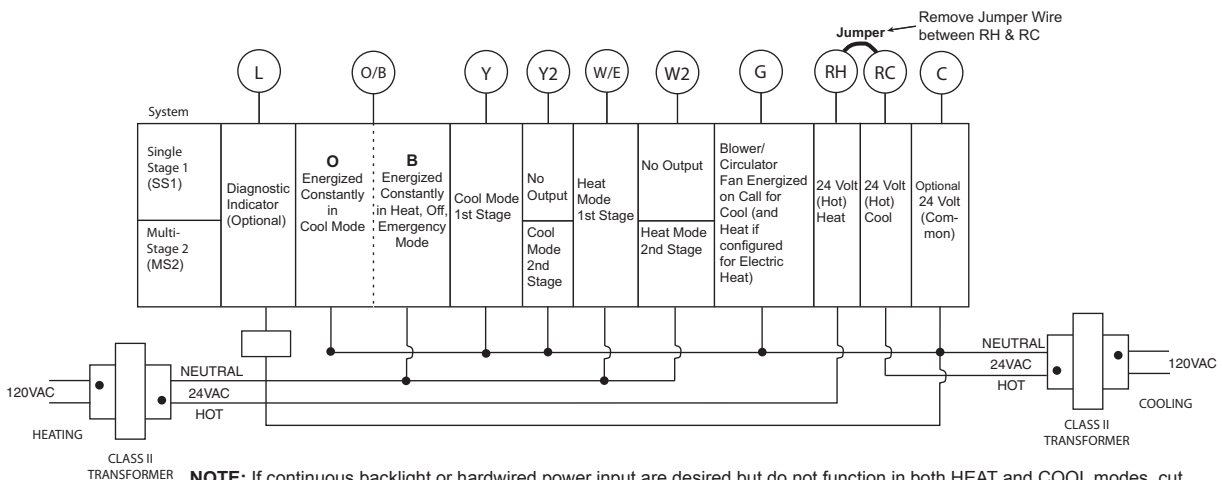 Remove Jumper Wire
between RH & RC
Jumper
L
O/B
Y
Y2
W/E
W2
G
RH
RC
C
System
Single
Stage 1
(SS1)
Multi-
Stage 2
(MS2)
Diagnostic
Indicator
(Optional)
O
Energized
Constantly
in
Cool Mode
B
Energized
Constantly
in Heat, Off,
Emergency
Mode
Cool Mode
1st Stage
No
Output
Cool
Mode
2nd
Stage
Heat
Mode
1st Stage
No Output
Heat Mode
2nd Stage
Blower/
Circulator
Fan Energized
on Call for
Cool (and
Heat if
configured
for Electric
Heat)
24 Volt
(Hot)
Heat
24 Volt
(Hot)
Cool
Optional
24 Volt
(Com-
mon)
120VAC
HEATING
CLASS II
TRANSFORMER
NEUTRAL
24VAC
HOT
NEUTRAL
24VAC
HOT
120VAC
COOLING
CLASS II
TRANSFORMER
NOTE: If continuous backlight or hardwired power input are desired but do not function in both HEAT and COOL modes, cut